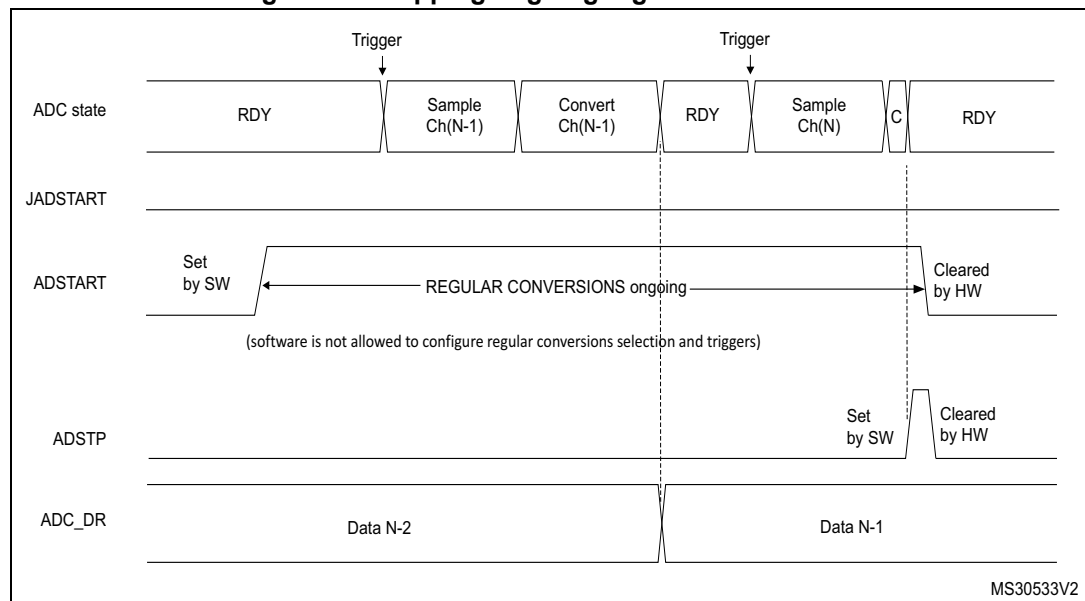 Trigger
Trigger
ADC state
RDY
Sample
Ch(N-1)
Convert
Ch(N-1)
RDY
Sample
Ch(N)
C
RDY
JADSTART
ADSTART
Set
by SW
REGULAR CONVERSIONS ongoing
Cleared
by HW
(software is not allowed to configure regular conversions selection and triggers)
ADSTP
Set
by SW
Cleared
by HW
ADC_DR
Data N-2
Data N-1
MS30533V2